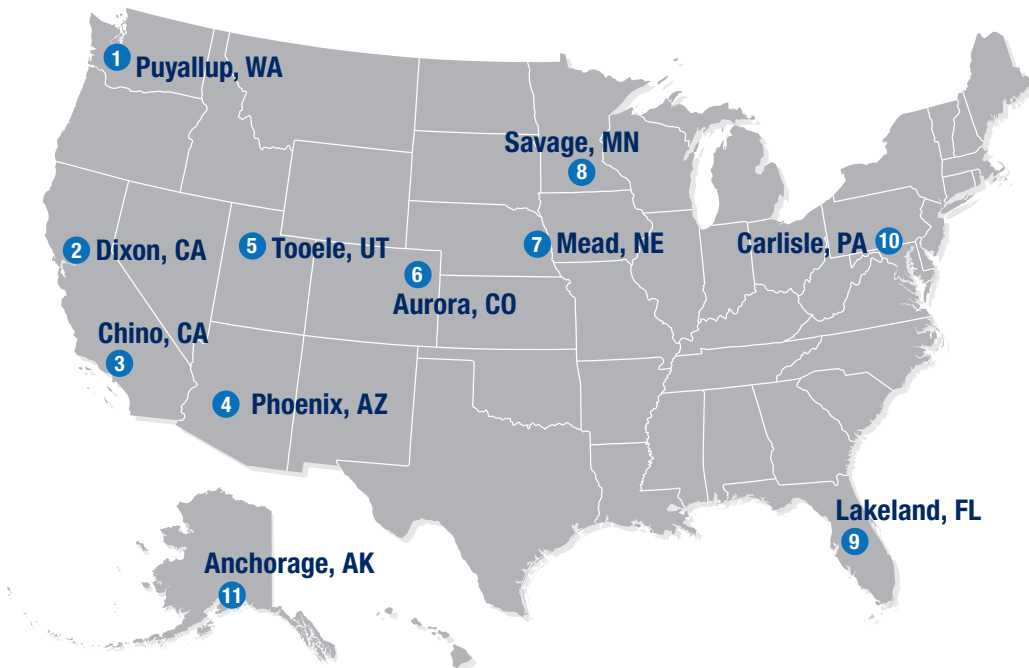 1 Puyallup, WA
Savage, MN
8
2 Dixon, CA
5 Tooele, UT
7 Mead, NE
Carlisle, PA 10
6
Aurora, CO
Chino, CA
3
4 Phoenix, AZ
Lakeland, FL
9
Anchorage, AK
11